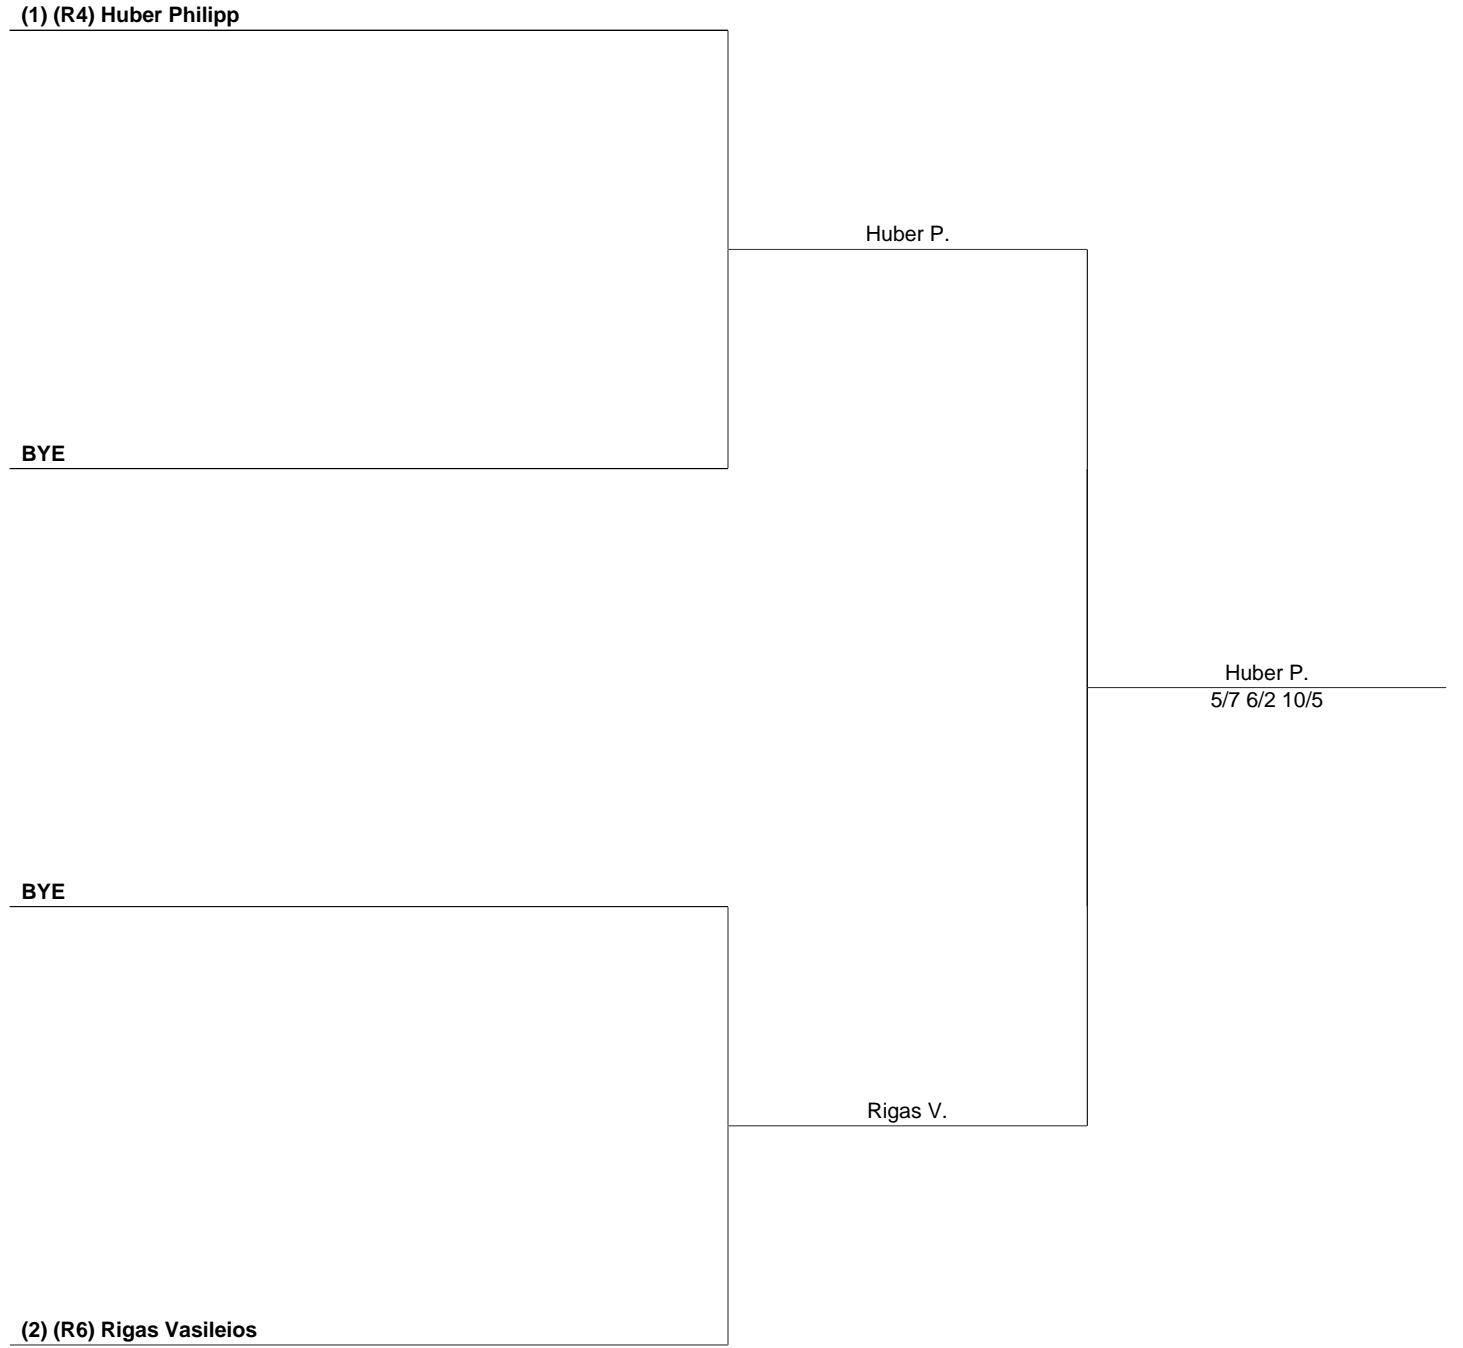 (1) (R4) Huber Philipp
Huber P.
BYE
Huber P.
5/7 6/2 10/5
BYE
Rigas V.
(2) (R6) Rigas Vasileios